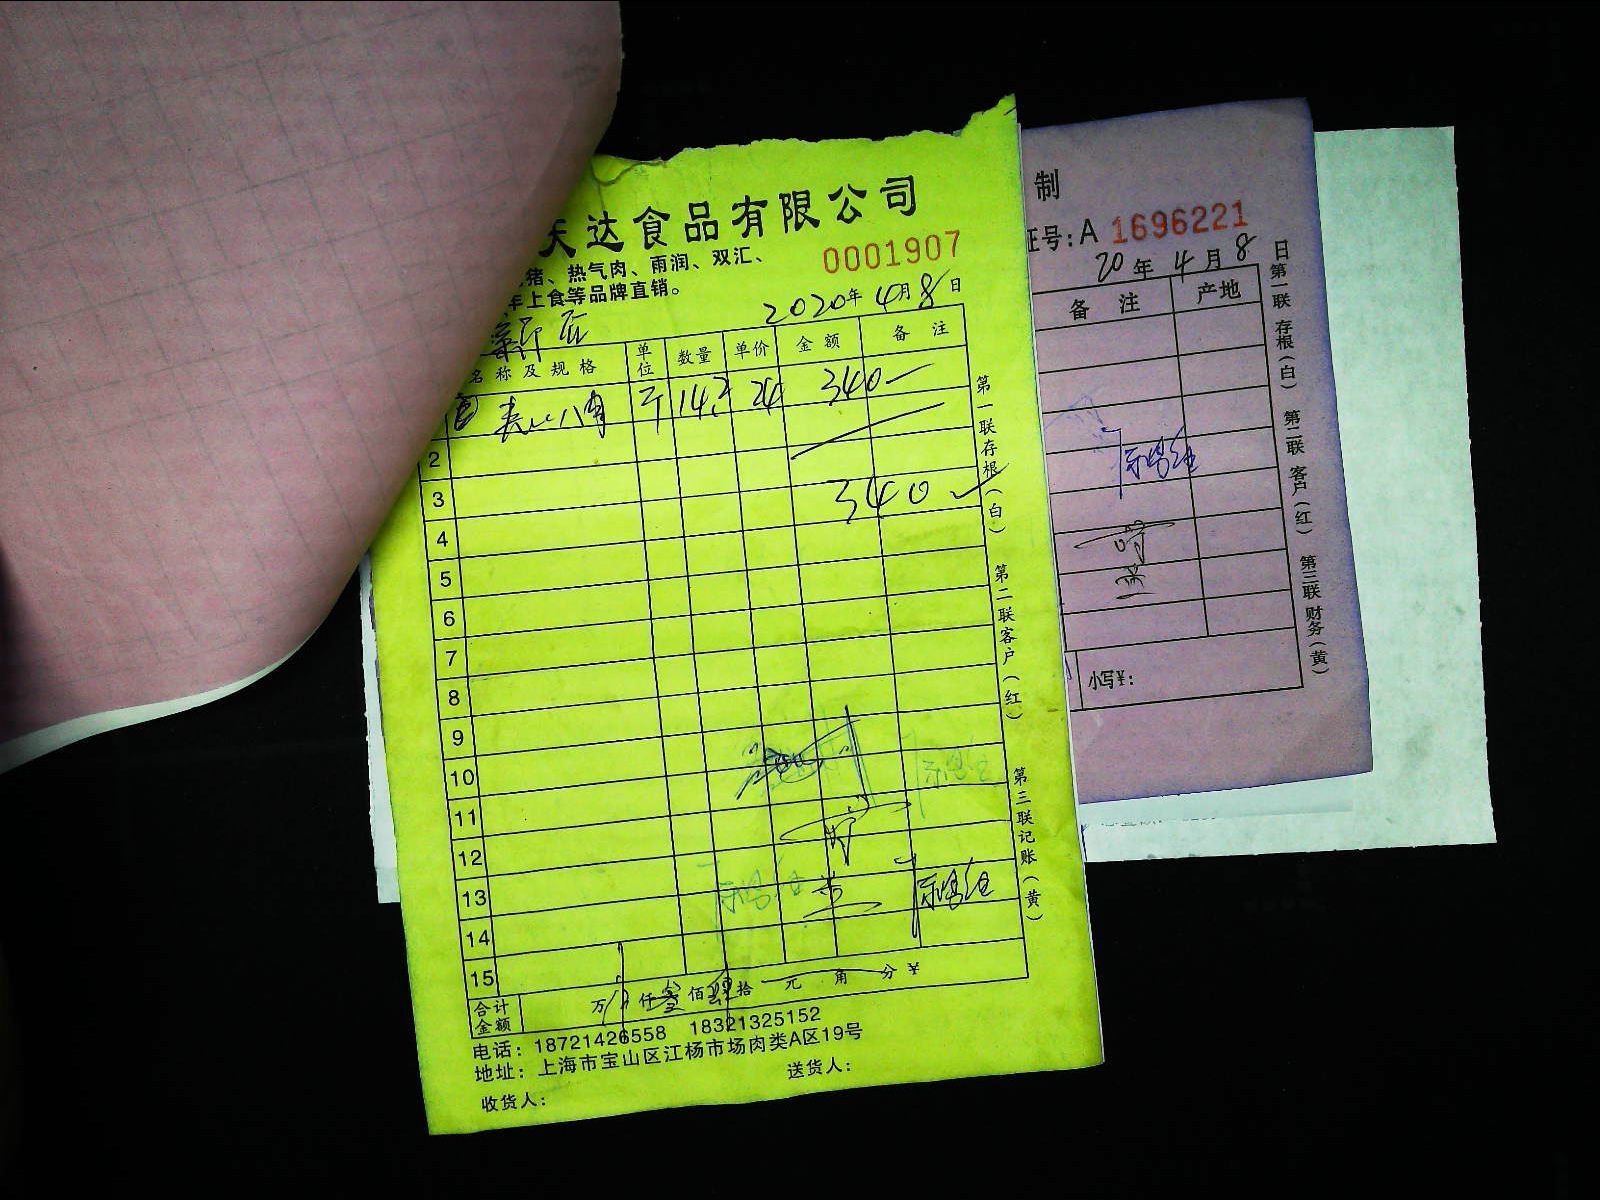 天达食品有限公司
猪、热气肉、雨润、双汇、
0001907
年上食等品牌直销。
2020年4月8日
名称及规格 单位 数量 单价 金额 备注
斤 14.2 24 340
2
3 340
4
5
6
7
8
9
10
11
12
13
14
15
合计金额 万 仟叁佰肆拾 元 角 分 ¥
电话：18721426558 18321325152
地址：上海市宝山区江杨市场肉类A区19号
收货人： 送货人：
第一联存根（白）
第二联客户（红）
第三联记账（黄）
制
证号：A 1696221
20年4月8日
备注 产地
小写¥：
第一联 存根（白）
第二联 客户（红）
第三联 财务（黄）